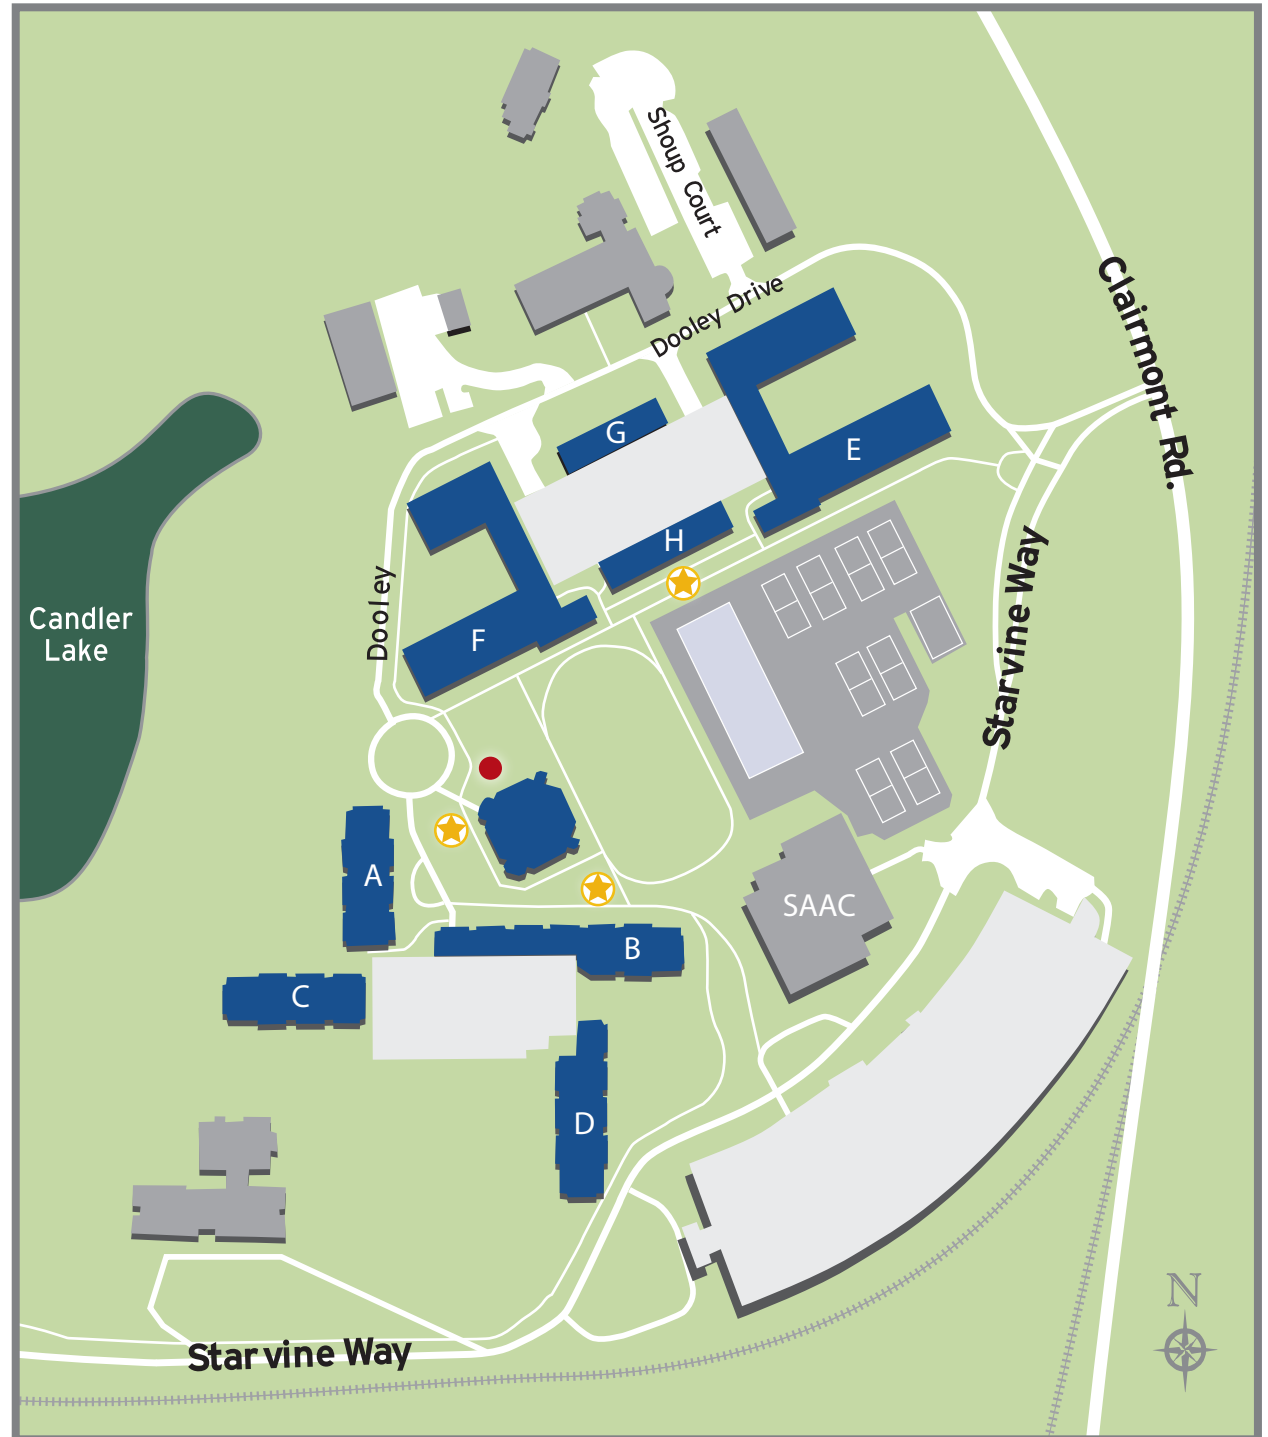 Shoup Court
Dooley Drive
Clairmont Rd.
G
E
H
Starvine Way
Dooley
Candler
Lake
F
A
SAAC
B
C
D
N
Starvine Way